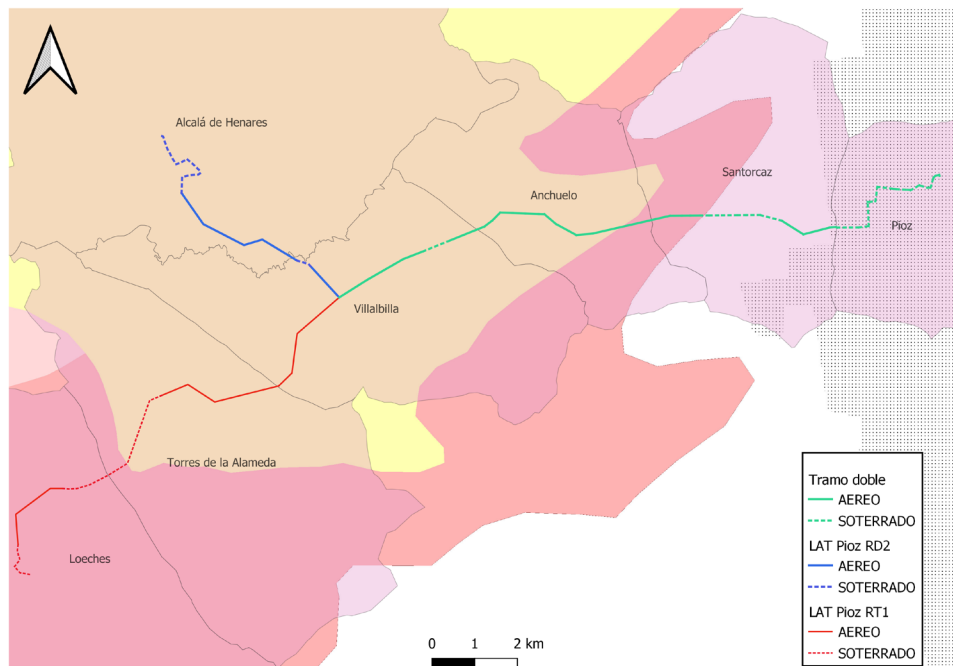 Alcalá de Henares
Santorcaz
Anchuelo
Pioz
Villalbilla
Torres de la Alameda
Loeches
Tramo doble
AEREO
SOTERRADO
LAT Pioz RD2
AEREO
SOTERRADO
LAT Pioz RT1
AEREO
SOTERRADO
0 1 2 km